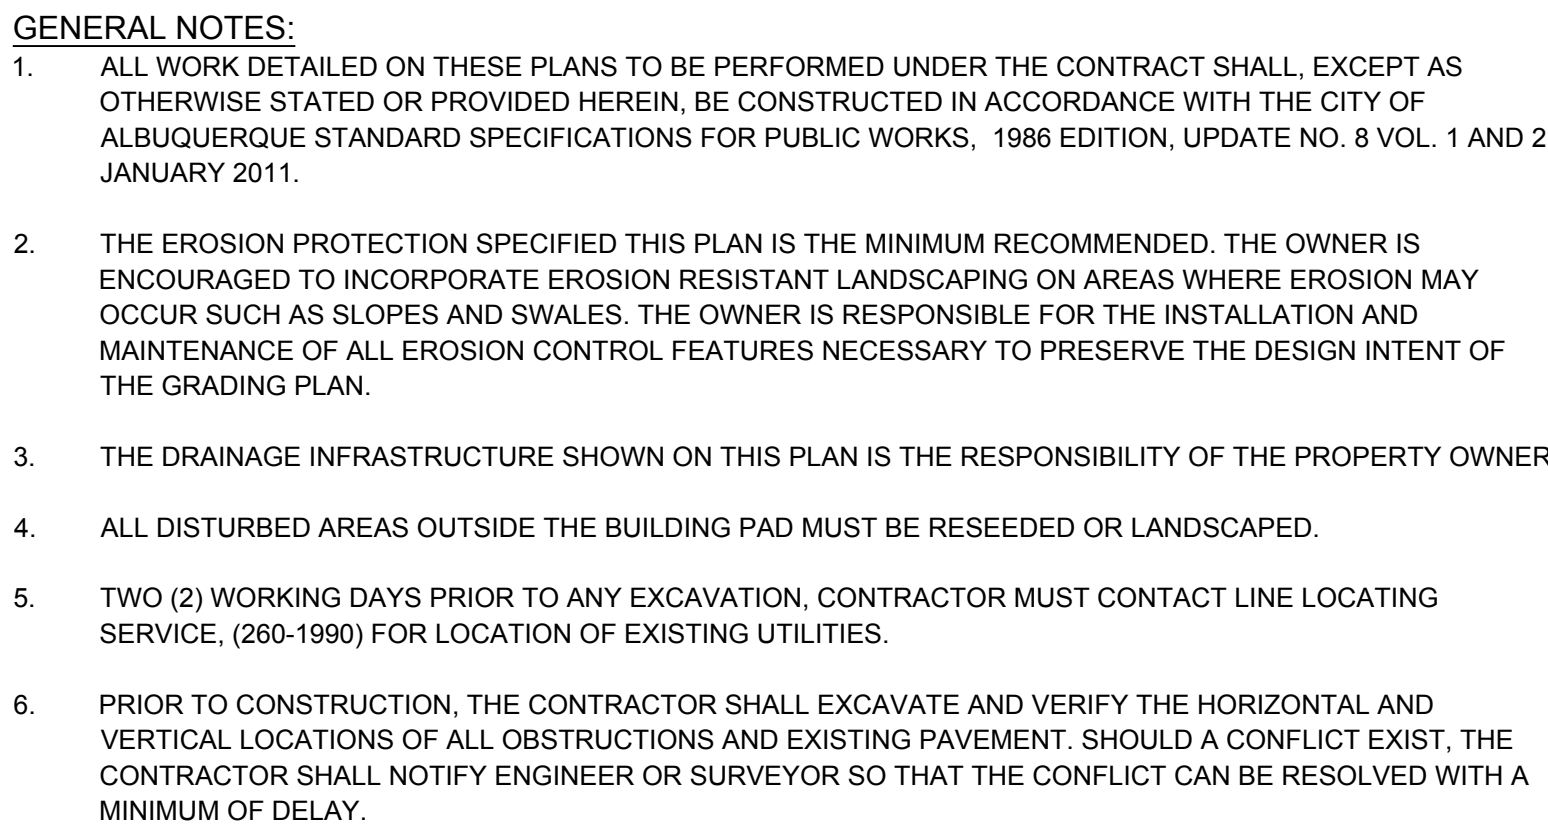 GENERAL NOTES:
1. ALL WORK DETAILED ON THESE PLANS TO BE PERFORMED UNDER THE CONTRACT SHALL, EXCEPT AS
OTHERWISE STATED OR PROVIDED HEREIN, BE CONSTRUCTED IN ACCORDANCE WITH THE CITY OF
ALBUQUERQUE STANDARD SPECIFICATIONS FOR PUBLIC WORKS,  1986 EDITION, UPDATE NO. 8 VOL. 1 AND 2
JANUARY 2011.
2. THE EROSION PROTECTION SPECIFIED THIS PLAN IS THE MINIMUM RECOMMENDED. THE OWNER IS
ENCOURAGED TO INCORPORATE EROSION RESISTANT LANDSCAPING ON AREAS WHERE EROSION MAY
OCCUR SUCH AS SLOPES AND SWALES. THE OWNER IS RESPONSIBLE FOR THE INSTALLATION AND
MAINTENANCE OF ALL EROSION CONTROL FEATURES NECESSARY TO PRESERVE THE DESIGN INTENT OF
THE GRADING PLAN.
3. THE DRAINAGE INFRASTRUCTURE SHOWN ON THIS PLAN IS THE RESPONSIBILITY OF THE PROPERTY OWNER
4. ALL DISTURBED AREAS OUTSIDE THE BUILDING PAD MUST BE RESEEDED OR LANDSCAPED.
5. TWO (2) WORKING DAYS PRIOR TO ANY EXCAVATION, CONTRACTOR MUST CONTACT LINE LOCATING
SERVICE, (260-1990) FOR LOCATION OF EXISTING UTILITIES.
6. PRIOR TO CONSTRUCTION, THE CONTRACTOR SHALL EXCAVATE AND VERIFY THE HORIZONTAL AND
VERTICAL LOCATIONS OF ALL OBSTRUCTIONS AND EXISTING PAVEMENT. SHOULD A CONFLICT EXIST, THE
CONTRACTOR SHALL NOTIFY ENGINEER OR SURVEYOR SO THAT THE CONFLICT CAN BE RESOLVED WITH A
MINIMUM OF DELAY.